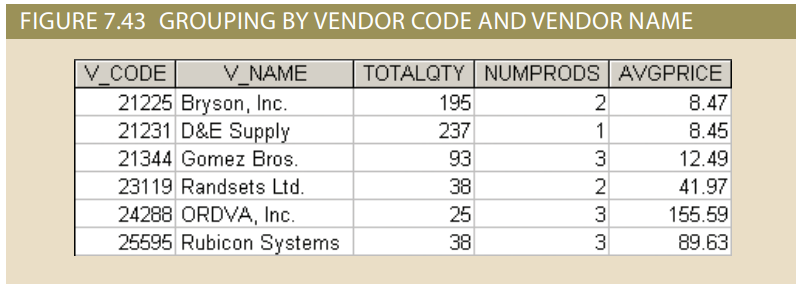 FIGURE 7.43 GROUPING BY VENDOR CODE AND VENDOR NAME
V_CODE V_NAME TOTALQTY NUMPRODS AVGPRICE
21225 Bryson, Inc. 195 2 8.47
21231 D&E Supply 237 1 8.45
21344 Gomez Bros. 93 3 12.49
23119 Randsets Ltd. 38 2 41.97
24288 ORDVA, Inc. 25 3 155.59
25595 Rubicon Systems 38 3 89.63